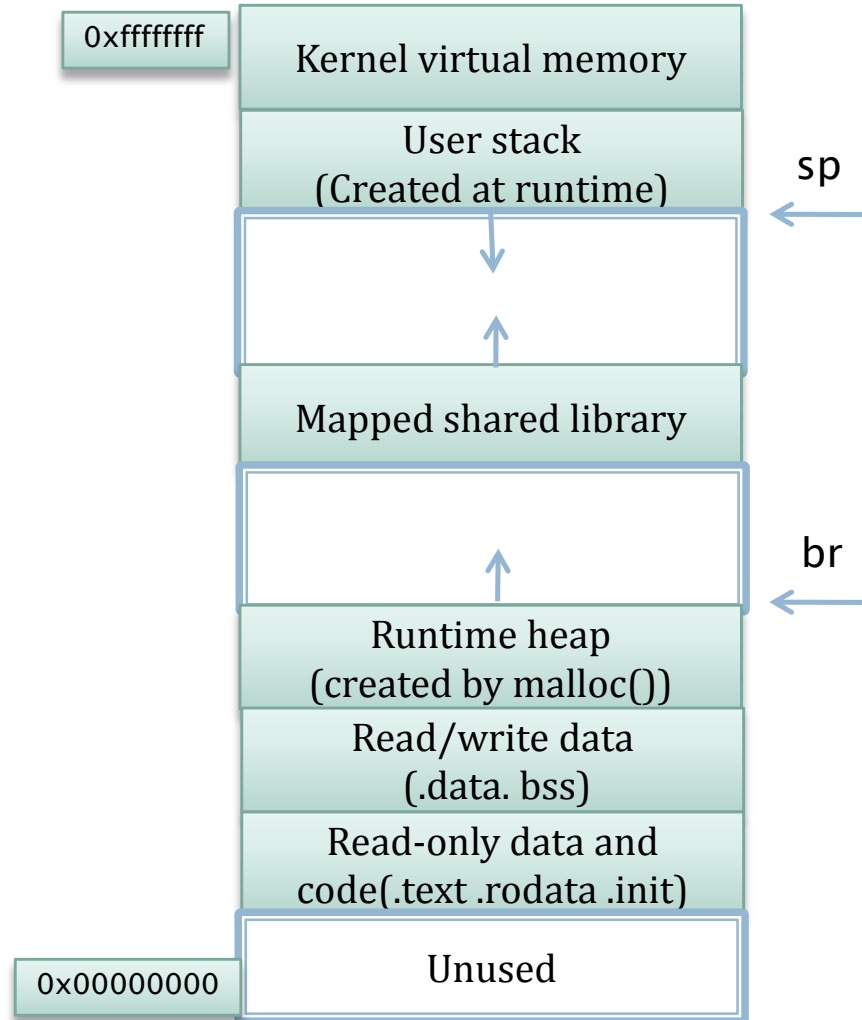 0xffffffff
Kernel virtual memory
User stack
(Created at runtime)
sp
Mapped shared library
br
Runtime heap
(created by malloc())
Read/write data
(.data. bss)
Read-only data and
code(.text .rodata .init)
Unused
0x00000000